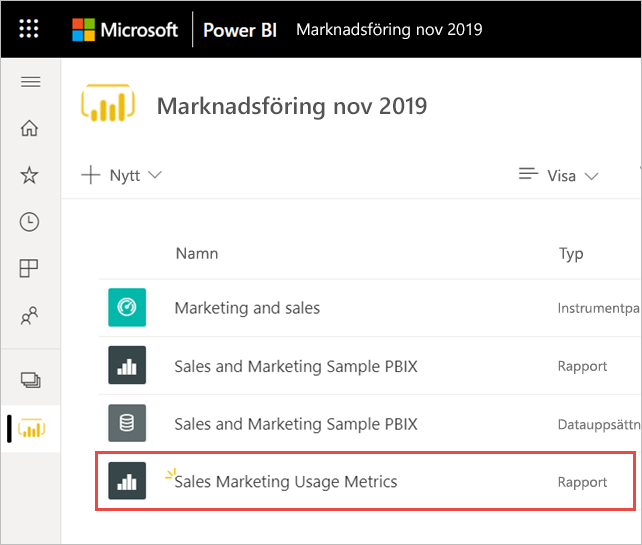 Microsoft Power BI Marknadsföring nov 2019
Marknadsföring nov 2019
Nytt Visa
Namn Typ
Marketing and sales Instrumentpa
Sales and Marketing Sample PBIX Rapport
Sales and Marketing Sample PBIX Datauppsättn
Sales Marketing Usage Metrics Rapport